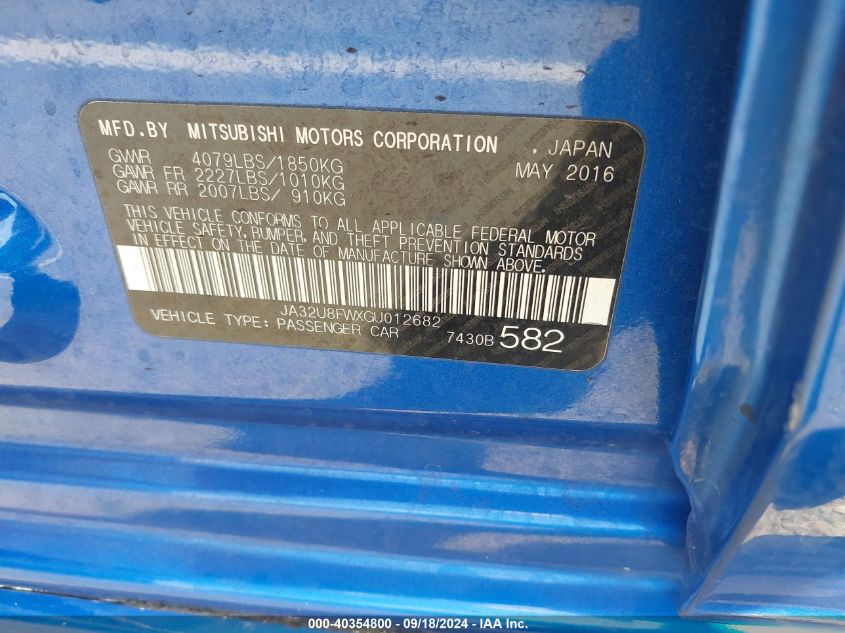 MFD.BY MITSUBISHI MOTORS CORPORATION . JAPAN
GVWR 4079LBS/1850KG MAY 2016
GAWR FR 2227LBS/1010KG
GAWR RR 2007LBS/ 910KG
THIS VEHICLE CONFORMS TO ALL APPLICABLE FEDERAL MOTOR
VEHICLE SAFETY, BUMPER, AND THEFT PREVENTION STANDARDS
IN EFFECT ON THE DATE OF MANUFACTURE SHOWN ABOVE.
JA32U8FWXGU012682
VEHICLE TYPE: PASSENGER CAR 7430B 582
000-40354800 - 09/18/2024 - IAA Inc.